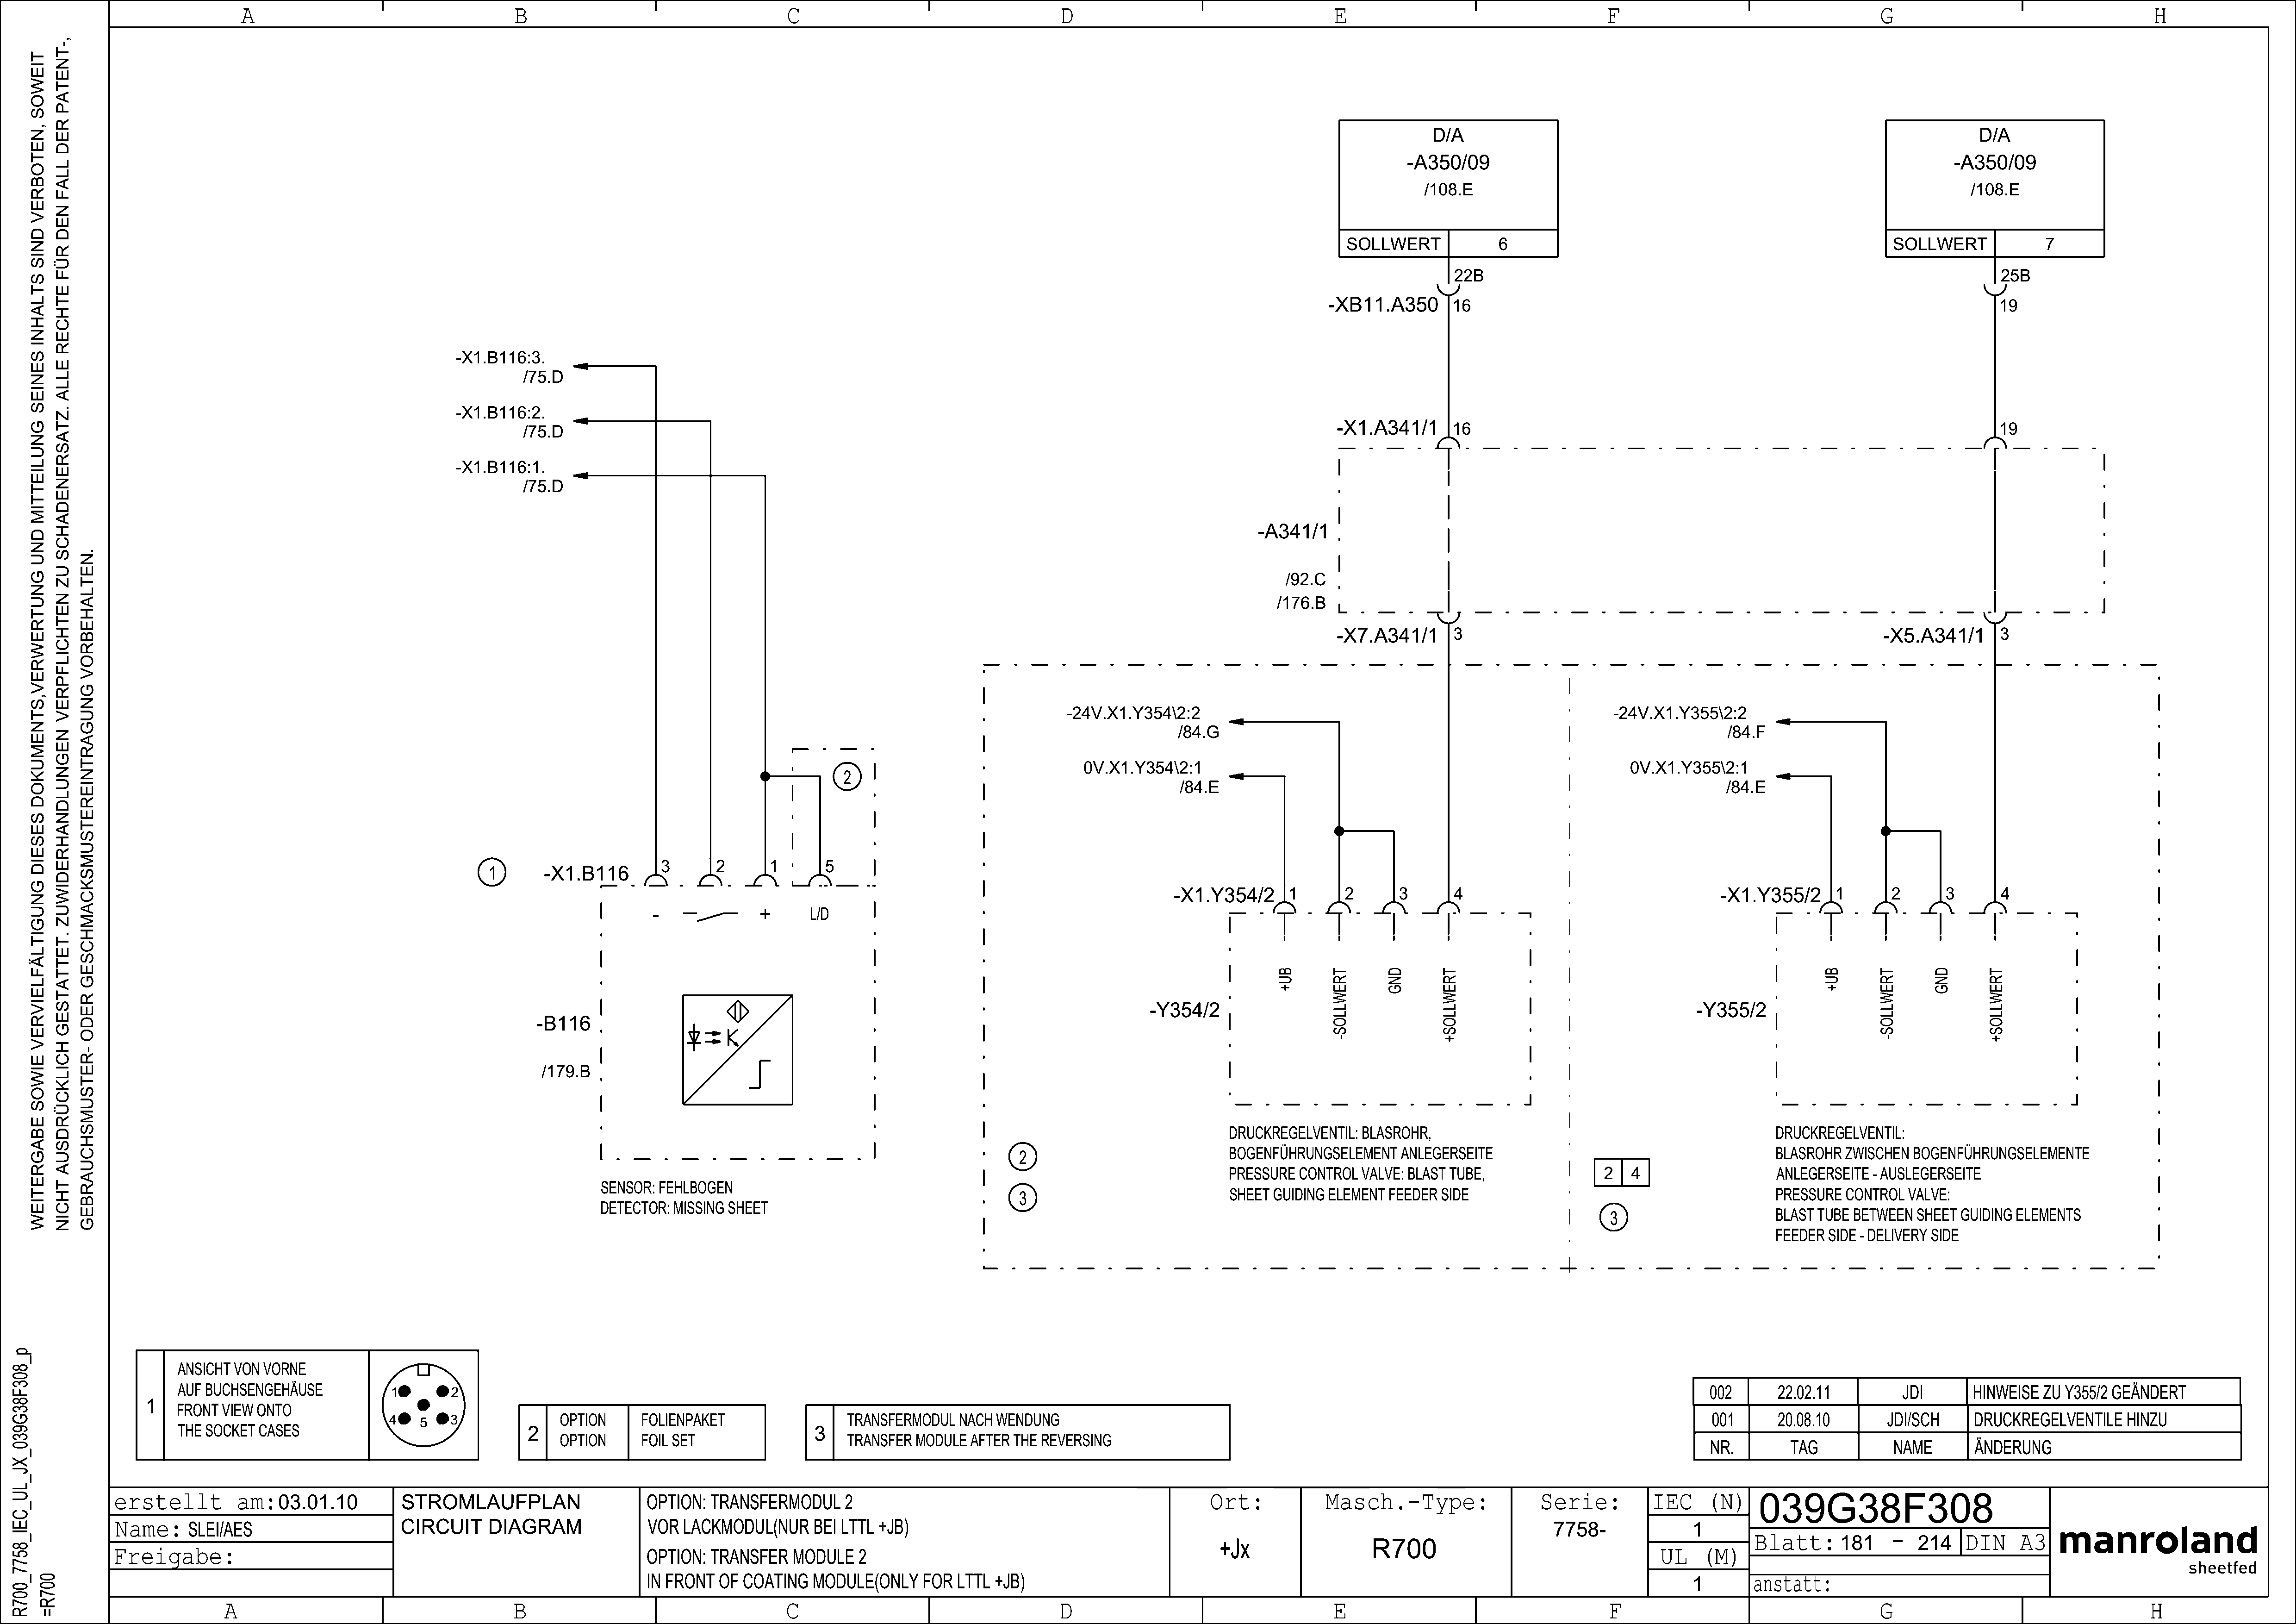 A B C D E F G H
WEITERGABE SOWIE VERVIELFÄLTIGUNG DIESES DOKUMENTS,VERWERTUNG UND MITTEILUNG SEINES INHALTS SIND VERBOTEN, SOWEIT
NICHT AUSDRÜCKLICH GESTATTET. ZUWIDERHANDLUNGEN VERPFLICHTEN ZU SCHADENERSATZ. ALLE RECHTE FÜR DEN FALL DER PATENT-,
GEBRAUCHSMUSTER- ODER GESCHMACKSMUSTEREINTRAGUNG VORBEHALTEN.
R700_7758_IEC_UL_JX_039G38F308_p
=R700
D/A
-A350/09
/108.E
SOLLWERT 6
22B
-XB11.A350 16
D/A
-A350/09
/108.E
SOLLWERT 7
25B
19
-X1.B116:3.
/75.D
-X1.B116:2.
/75.D
-X1.B116:1.
/75.D
-X1.A341/1 16
19
-A341/1
/92.C
/176.B
-X7.A341/1 3
-X5.A341/1 3
-24V.X1.Y354\2:2
/84.G
0V.X1.Y354\2:1
/84.E
-24V.X1.Y355\2:2
/84.F
0V.X1.Y355\2:1
/84.E
2
1
-X1.B116 3 2 1 5
- + L/D
-B116
/179.B
SENSOR: FEHLBOGEN
DETECTOR: MISSING SHEET
-X1.Y354/2 1 2 3 4
+UB
-SOLLWERT
GND
+SOLLWERT
-Y354/2
DRUCKREGELVENTIL: BLASROHR,
BOGENFÜHRUNGSELEMENT ANLEGERSEITE
PRESSURE CONTROL VALVE: BLAST TUBE,
SHEET GUIDING ELEMENT FEEDER SIDE
2
3
-X1.Y355/2 1 2 3 4
+UB
-SOLLWERT
GND
+SOLLWERT
-Y355/2
DRUCKREGELVENTIL:
BLASROHR ZWISCHEN BOGENFÜHRUNGSELEMENTE
ANLEGERSEITE - AUSLEGERSEITE
PRESSURE CONTROL VALVE:
BLAST TUBE BETWEEN SHEET GUIDING ELEMENTS
FEEDER SIDE - DELIVERY SIDE
2 4
3
1
ANSICHT VON VORNE
AUF BUCHSENGEHÄUSE
FRONT VIEW ONTO
THE SOCKET CASES
1 2
4 5 3
2
OPTION FOLIENPAKET
OPTION FOIL SET
3
TRANSFERMODUL NACH WENDUNG
TRANSFER MODULE AFTER THE REVERSING
002 22.02.11 JDI HINWEISE ZU Y355/2 GEÄNDERT
001 20.08.10 JDI/SCH DRUCKREGELVENTILE HINZU
NR. TAG NAME ÄNDERUNG
erstellt am:03.01.10
Name: SLEI/AES
Freigabe:
STROMLAUFPLAN
CIRCUIT DIAGRAM
OPTION: TRANSFERMODUL 2
VOR LACKMODUL(NUR BEI LTTL +JB)
OPTION: TRANSFER MODULE 2
IN FRONT OF COATING MODULE(ONLY FOR LTTL +JB)
Ort:
+Jx
Masch.-Type:
R700
Serie:
7758-
IEC (N)
1
UL (M)
1
039G38F308
Blatt: 181 - 214 DIN A3
anstatt:
manroland
sheetfed
A B C D E F G H